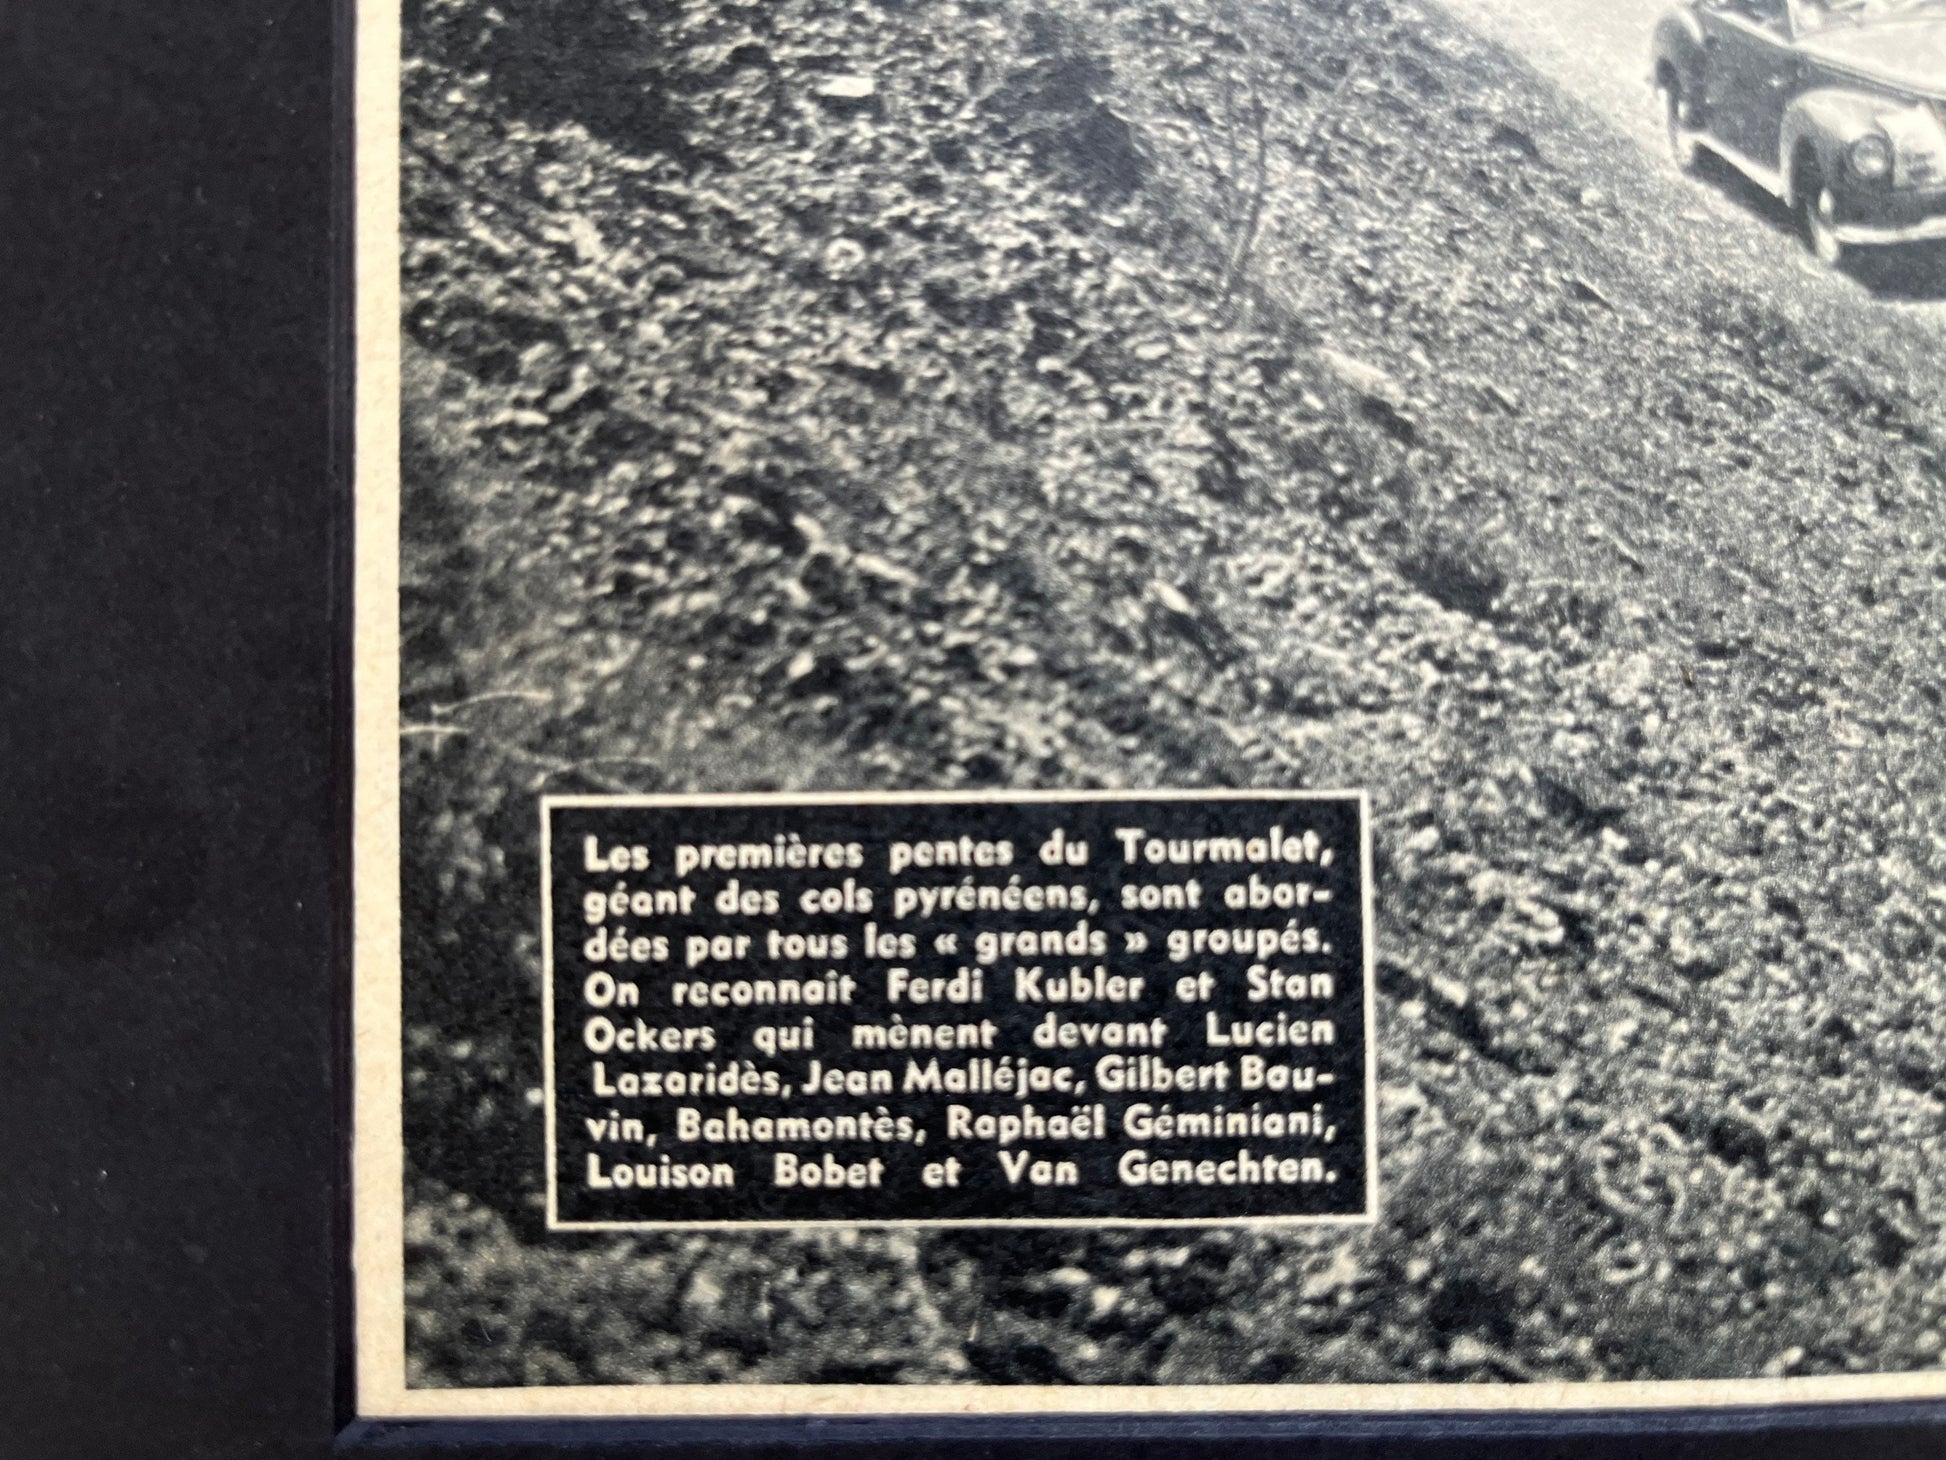 Les premières pentes du Tourmalet,
géant des cols pyrénéens, sont abor-
dées par tous les « grands » groupés.
On reconnait Ferdi Kubler et Stan
Ockers qui mènent devant Lucien
Lazaridès, Jean Malléjac, Gilbert Bau-
vin, Bahamontès, Raphaël Géminiani,
Louison Bobet et Van Genechten.